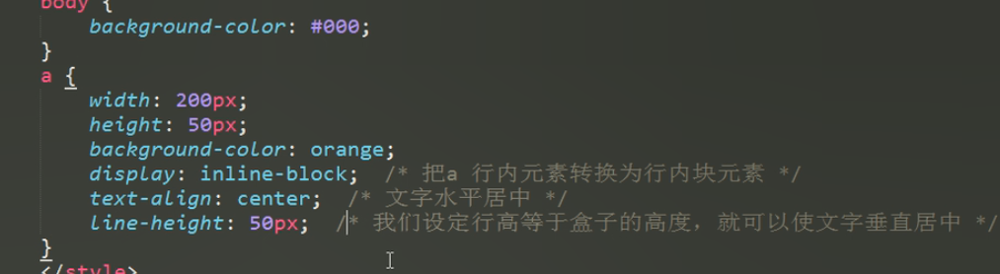 body {
background-color: #000;
}
a {
width: 200px;
height: 50px;
background-color: orange;
display: inline-block;  /* 把a 行内元素转换为行内块元素 */
text-align: center;  /* 文字水平居中 */
line-height: 50px;  /* 我们设定行高等于盒子的高度，就可以使文字垂直居中 */
}
</style>